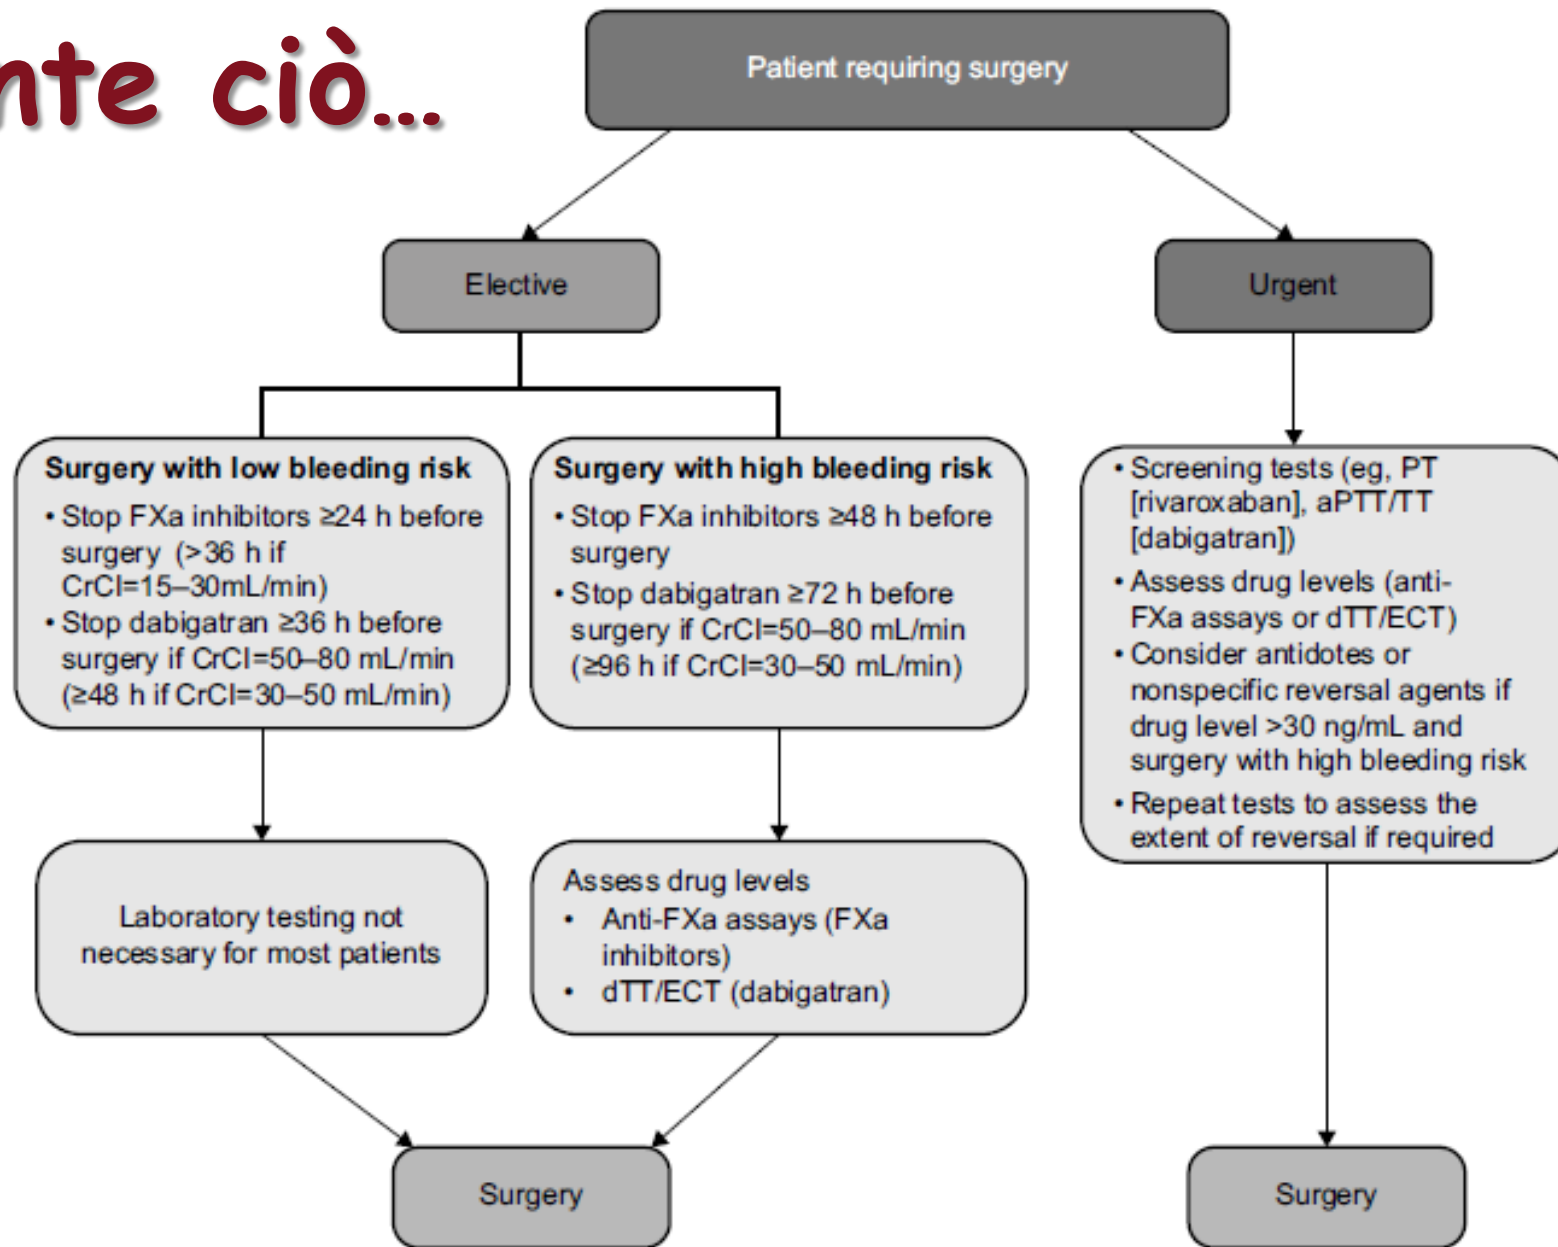 nte ciò...
Patient requiring surgery
Elective
Urgent
Surgery with low bleeding risk
• Stop FXa inhibitors ≥24 h before
surgery (>36 h if
CrCl=15–30mL/min)
• Stop dabigatran ≥36 h before
surgery if CrCl=50–80 mL/min
(≥48 h if CrCl=30–50 mL/min)
Surgery with high bleeding risk
• Stop FXa inhibitors ≥48 h before
surgery
• Stop dabigatran ≥72 h before
surgery if CrCl=50–80 mL/min
(≥96 h if CrCl=30–50 mL/min)
• Screening tests (eg, PT
[rivaroxaban], aPTT/TT
[dabigatran])
• Assess drug levels (anti-
FXa assays or dTT/ECT)
• Consider antidotes or
nonspecific reversal agents if
drug level >30 ng/mL and
surgery with high bleeding risk
• Repeat tests to assess the
extent of reversal if required
Laboratory testing not
necessary for most patients
Assess drug levels
• Anti-FXa assays (FXa
inhibitors)
• dTT/ECT (dabigatran)
Surgery
Surgery